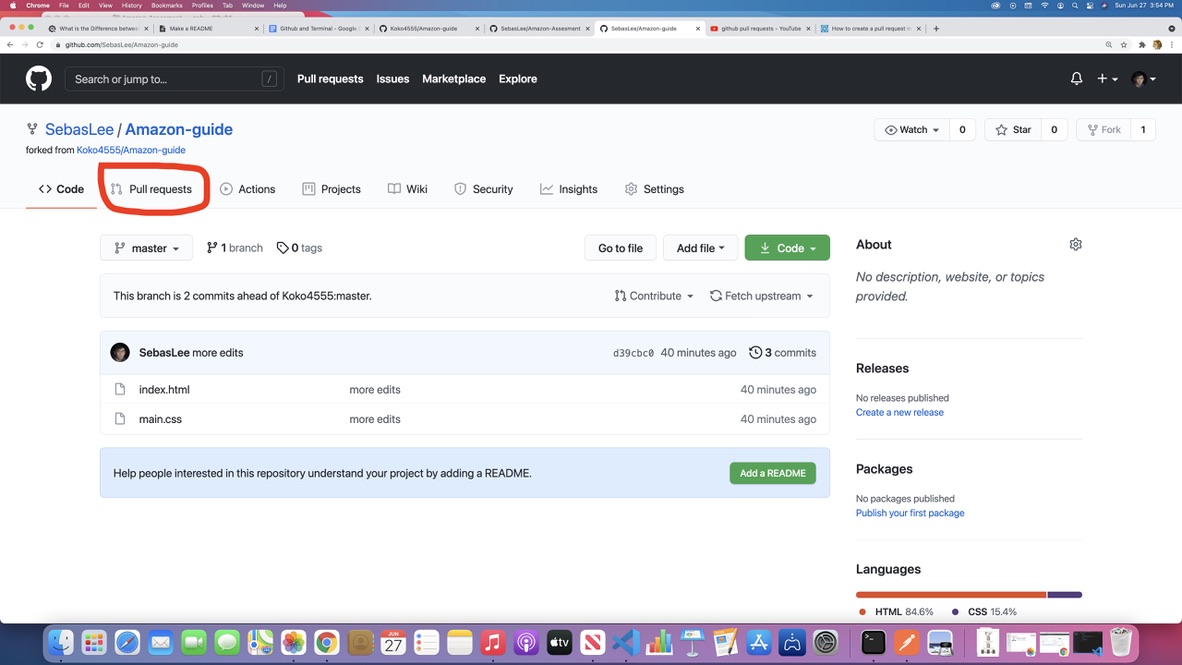 Chrome File Edit View History Bookmarks Profiles Tab Window Help
Sun Jun 27 3:54 PM
What is the Difference betwee
Make a README
Github and Terminal - Google
Koko4555/Amazon-guide
SebasLee/Amazon-Assesment
SebasLee/Amazon-guide
github pull requests - YouTube
How to create a pull request
github.com/SebasLee/Amazon-guide
Search or jump to... /
Pull requests Issues Marketplace Explore
SebasLee / Amazon-guide
Watch 0 Star 0 Fork 1
forked from Koko4555/Amazon-guide
Code Pull requests Actions Projects Wiki Security Insights Settings
master 1 branch 0 tags
Go to file Add file Code
This branch is 2 commits ahead of Koko4555:master.
Contribute Fetch upstream
SebasLee more edits d39cbc0 40 minutes ago 3 commits
index.html more edits 40 minutes ago
main.css more edits 40 minutes ago
Help people interested in this repository understand your project by adding a README.
Add a README
About
No description, website, or topics
provided.
Releases
No releases published
Create a new release
Packages
No packages published
Publish your first package
Languages
HTML 84.6% CSS 15.4%
JUN
27
tv